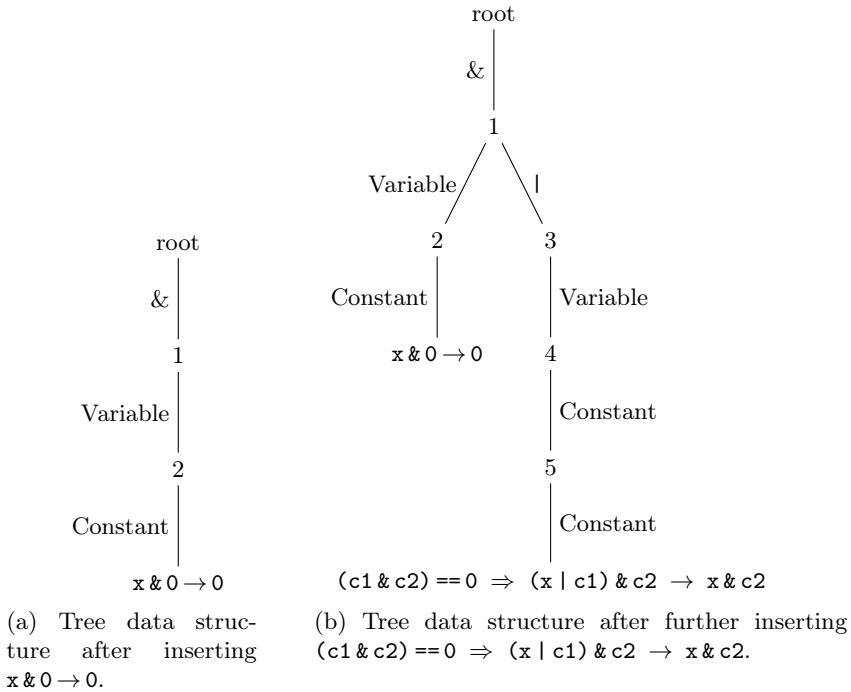 root
&
1
Variable
2
Constant
x & 0 → 0
(a) Tree data struc-
ture after inserting
x & 0 → 0.
root
&
1
Variable
|
2
3
Constant
Variable
x & 0 → 0
4
Constant
5
Constant
(c1 & c2) == 0 ⇒ (x | c1) & c2 → x & c2
(b) Tree data structure after further inserting
(c1 & c2) == 0 ⇒ (x | c1) & c2 → x & c2.